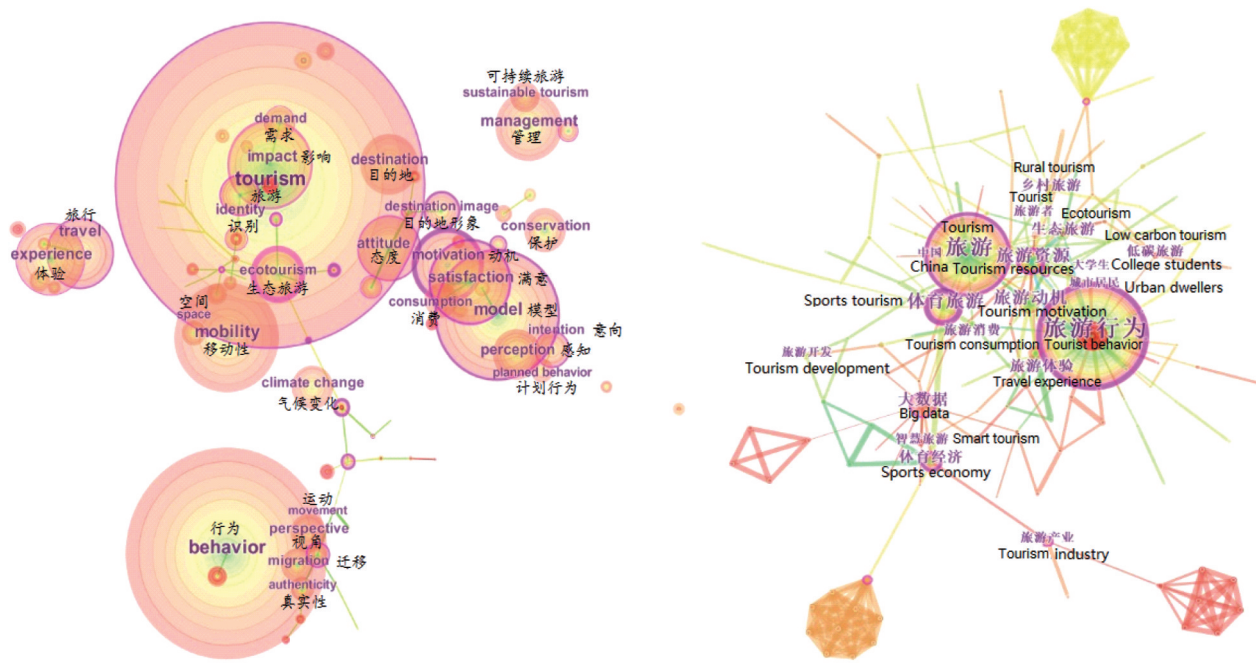 可持续旅游
sustainable tourism
management
管理
demand
需求
impact 影响
tourism
旅游
identity
识别
destination
目的地
destination image
目的地形象
conservation
保护
旅行
travel
experience
体验
attitude
态度
motivation 动机
satisfaction 满意
ecotourism
生态旅游
consumption
消费
model 模型
空间
space
mobility
移动性
intention 意向
perception 感知
planned behavior
计划行为
climate change
气候变化
运动
movement
perspective
视角
行为
behavior
migration 迁移
authenticity
真实性
Rural tourism
乡村旅游
Tourist
旅游者
Ecotourism
生态旅游
Tourism
旅游
中国
China
旅游资源
Tourism resources
Low carbon tourism
低碳旅游
大学生
College students
城市居民
Urban dwellers
Sports tourism
体育旅游
旅游动机
Tourism motivation
旅游行为
Tourist behavior
旅游消费
Tourism consumption
旅游开发
Tourism development
旅游体验
Travel experience
大数据
Big data
智慧旅游 Smart tourism
体育经济
Sports economy
旅游产业
Tourism industry